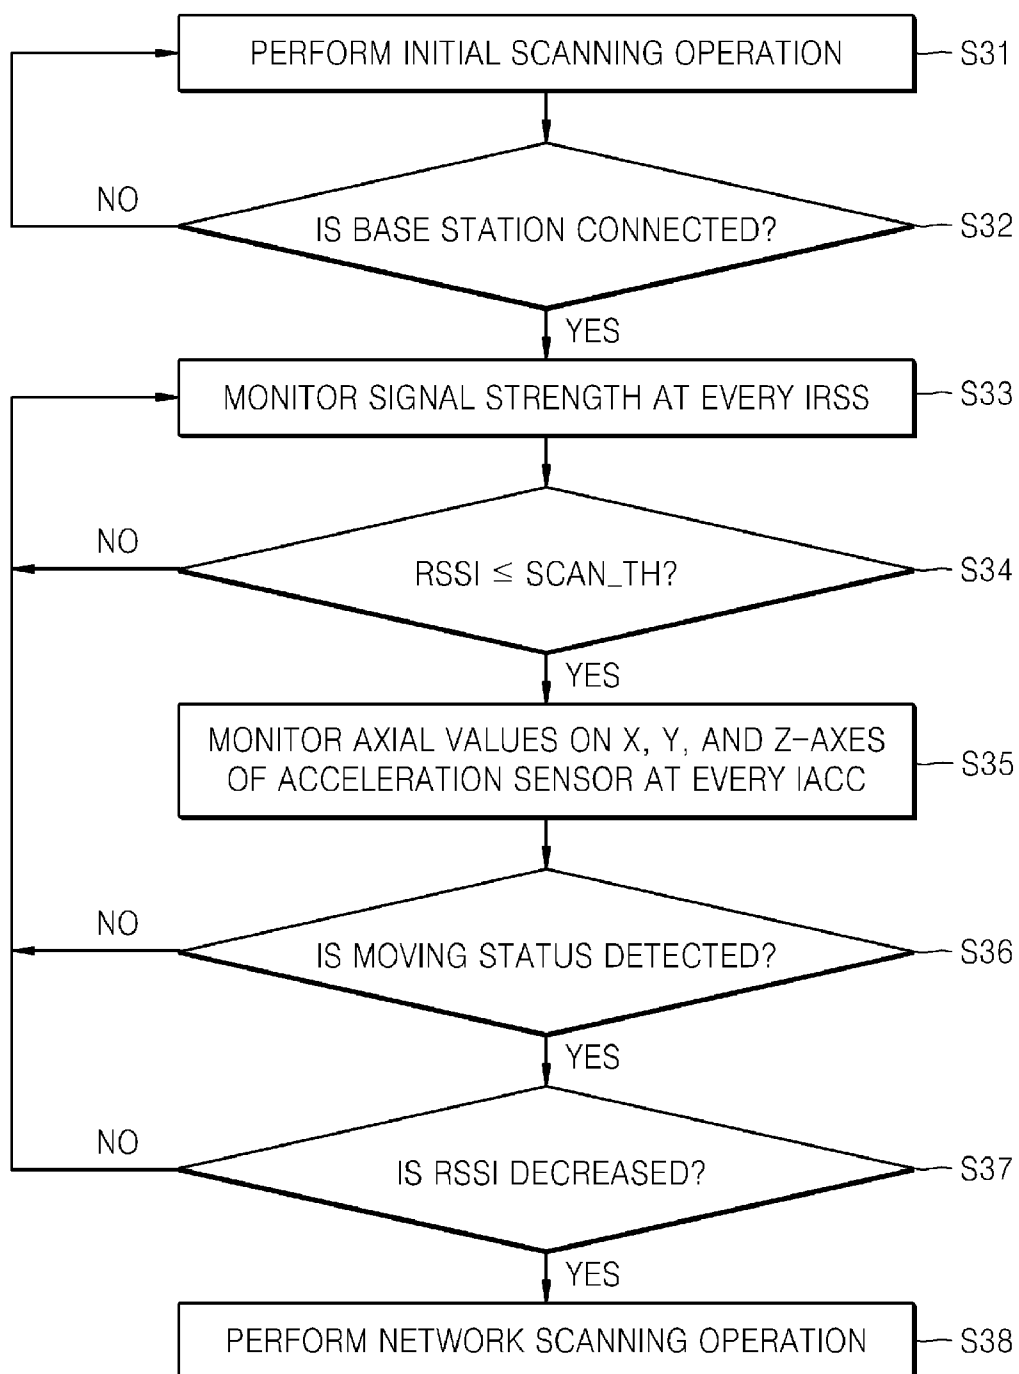 PERFORM INITIAL SCANNING OPERATION
S31
IS BASE STATION CONNECTED?
S32
NO
YES
MONITOR SIGNAL STRENGTH AT EVERY IRSS
S33
RSSI ≤ SCAN_TH?
S34
NO
YES
MONITOR AXIAL VALUES ON X, Y, AND Z-AXES
OF ACCELERATION SENSOR AT EVERY IACC
S35
IS MOVING STATUS DETECTED?
S36
NO
YES
IS RSSI DECREASED?
S37
NO
YES
PERFORM NETWORK SCANNING OPERATION
S38